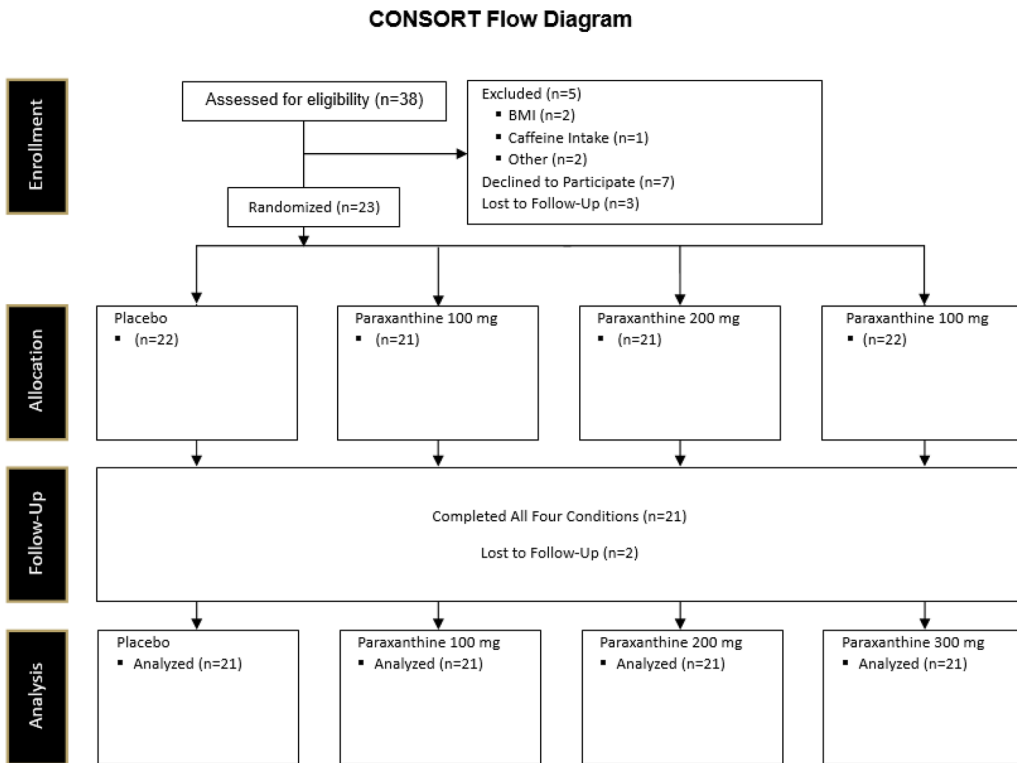 CONSORT Flow Diagram
Enrollment
Assessed for eligibility (n=38)
Excluded (n=5)
▪ BMI (n=2)
▪ Caffeine Intake (n=1)
▪ Other (n=2)
Declined to Participate (n=7)
Lost to Follow-Up (n=3)
Randomized (n=23)
Allocation
Placebo
▪ (n=22)
Paraxanthine 100 mg
▪ (n=21)
Paraxanthine 200 mg
▪ (n=21)
Paraxanthine 100 mg
▪ (n=22)
Follow-Up
Completed All Four Conditions (n=21)
Lost to Follow-Up (n=2)
Analysis
Placebo
▪ Analyzed (n=21)
Paraxanthine 100 mg
▪ Analyzed (n=21)
Paraxanthine 200 mg
▪ Analyzed (n=21)
Paraxanthine 300 mg
▪ Analyzed (n=21)